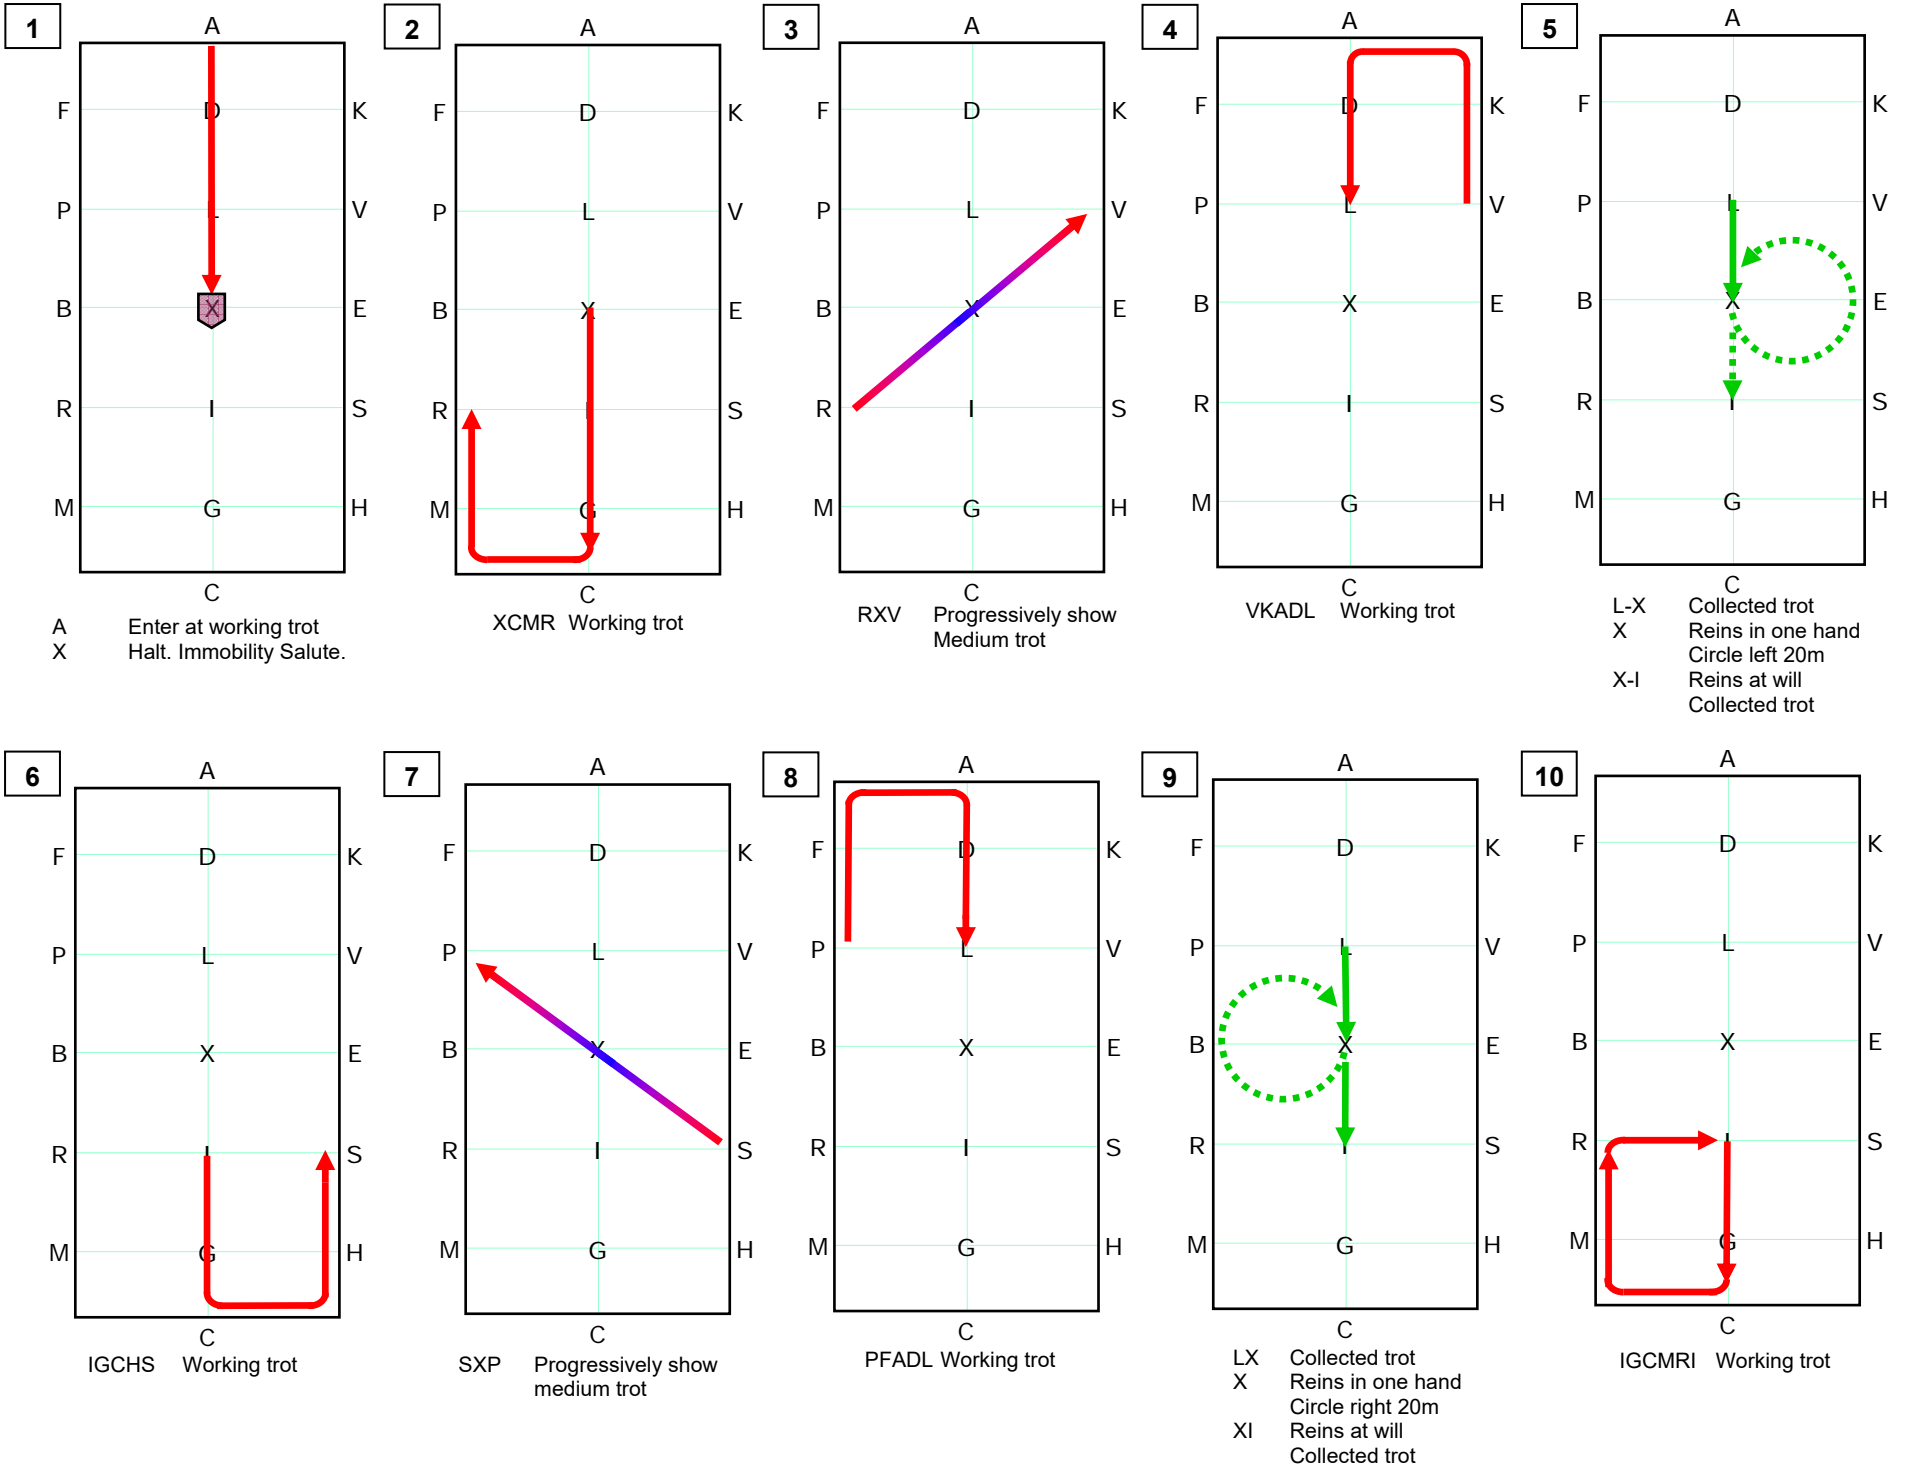 1 2 3 4 5
A A A A A
F D K F D K F D K F D K F D K
P L V P L V P L V P L V P L V
B X E B X E B X E B X E B X E
R I S R I S R I S R I S R I S
M G H M G H M G H M G H M G H
C C C C C
A Enter at working trot
X Halt. Immobility Salute.
XCMR Working trot
RXV Progressively show
Medium trot
VKADL Working trot
L-X Collected trot
X Reins in one hand
Circle left 20m
X-I Reins at will
Collected trot
6 7 8 9 10
A A A A A
F D K F D K F D K F D K F D K
P L V P L V P L V P L V P L V
B X E B X E B X E B X E B X E
R I S R I S R I S R I S R I S
M G H M G H M G H M G H M G H
C C C C C
IGCHS Working trot
SXP Progressively show
medium trot
PFADL Working trot
LX Collected trot
X Reins in one hand
Circle right 20m
XI Reins at will
Collected trot
IGCMRI Working trot